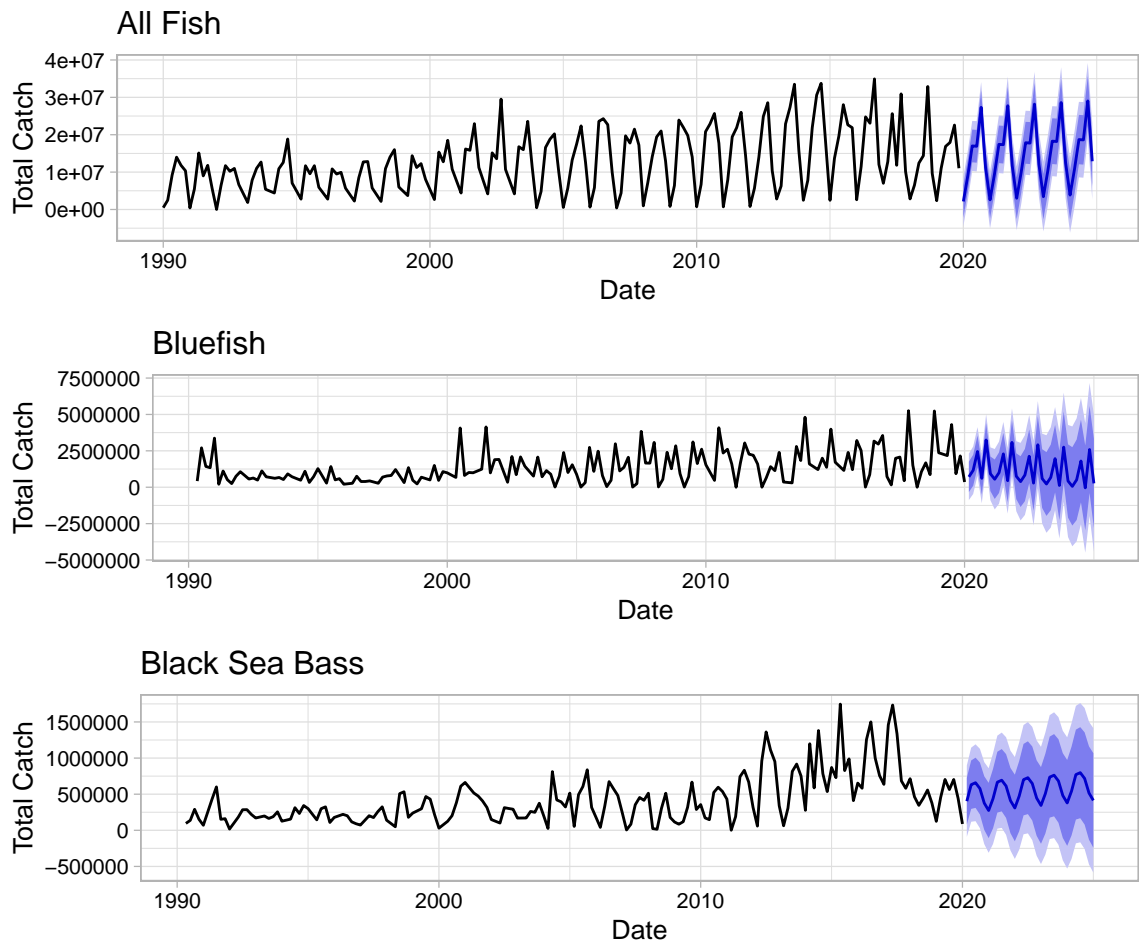 All Fish
4e+07
3e+07
2e+07
1e+07
0e+00
Total Catch
1990 2000 2010 2020
Date
Bluefish
7500000
5000000
2500000
0
−2500000
−5000000
Total Catch
1990 2000 2010 2020
Date
Black Sea Bass
1500000
1000000
500000
0
−500000
Total Catch
1990 2000 2010 2020
Date